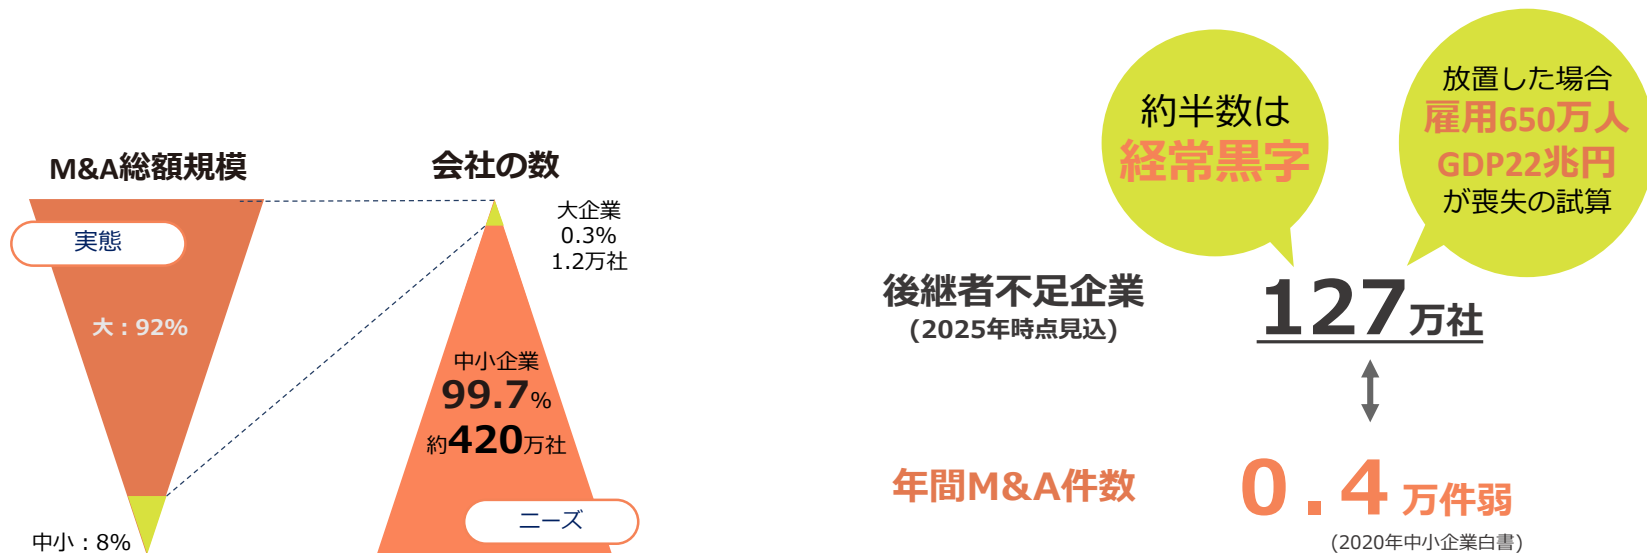 M&A総額規模
実態
大：92%
中小：8%
会社の数
大企業
0.3%
1.2万社
中小企業
99.7%
約420万社
ニーズ
約半数は
経常黒字
放置した場合
雇用650万人
GDP22兆円
が喪失の試算
後継者不足企業
(2025年時点見込)
127万社
年間M&A件数
0.4万件弱
(2020年中小企業白書)